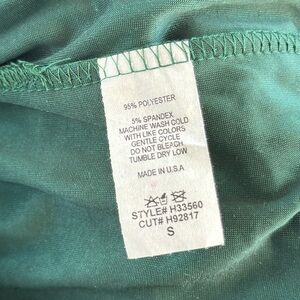 95% POLYESTER
5% SPANDEX
MACHINE WASH COLD
WITH LIKE COLORS
GENTLE CYCLE
DO NOT BLEACH
TUMBLE DRY LOW
MADE IN U.S.A
STYLE# H33560
CUT# H92817
S